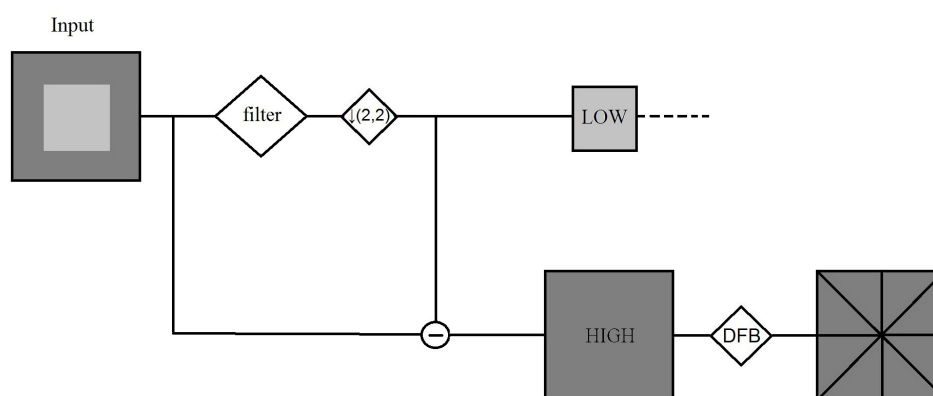 Input
filter
↓(2,2)
LOW
HIGH
DFB